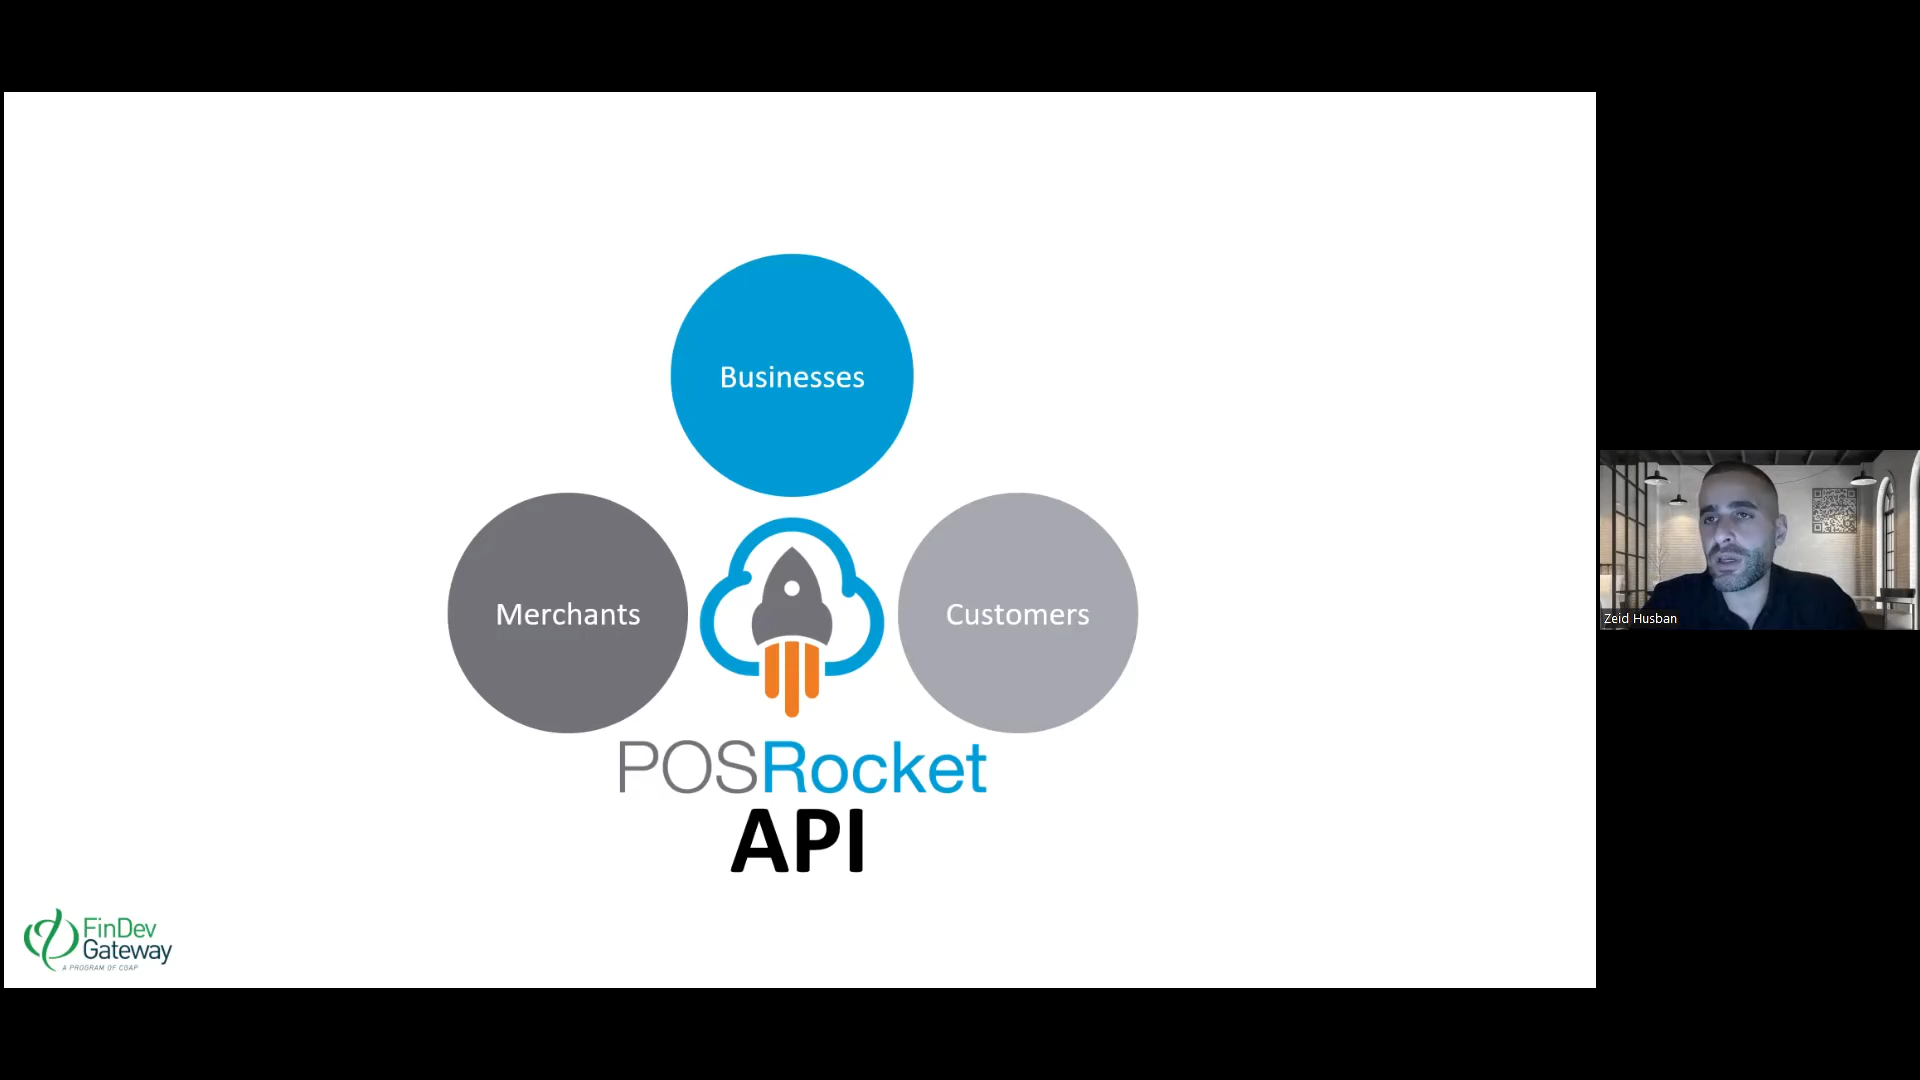 Businesses
Merchants
Customers
POSRocket
API
FinDev
Gateway
A PROGRAM OF CGAP
Zeid Husban